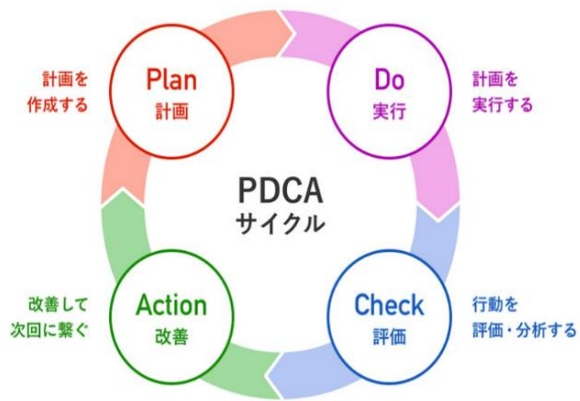 計画を
作成する
Plan
計画
Do
実行
計画を
実行する
PDCA
サイクル
改善して
次回に繋ぐ
Action
改善
Check
評価
行動を
評価・分析する